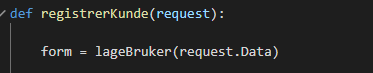 def registrerKunde(request):
form = lageBruker(request.Data)